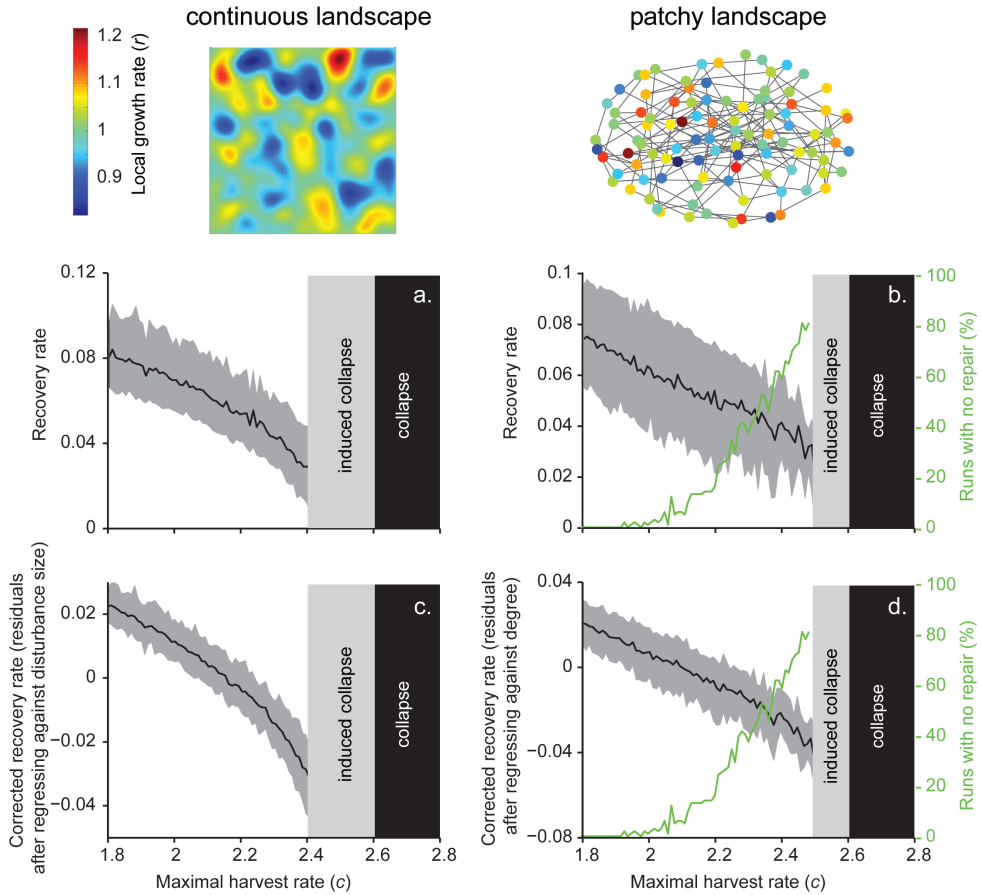 continuous landscape
patchy landscape
1.2
1.1
1
0.9
Local growth rate (r)
0.12
0.08
0.04
0
Recovery rate
a.
induced collapse
collapse
0.1
0.08
0.06
0.04
0.02
0
Recovery rate
b.
induced collapse
collapse
100
80
60
40
20
0
Runs with no repair (%)
0.02
0
−0.02
−0.04
Corrected recovery rate (residuals
after regressing against disturbance size)
c.
induced collapse
collapse
1.8
2
2.2
2.4
2.6
2.8
Maximal harvest rate (c)
0.04
0
−0.04
−0.08
Corrected recovery rate (residuals
after regressing against degree)
d.
induced collapse
collapse
100
80
60
40
20
0
Runs with no repair (%)
1.8
2
2.2
2.4
2.6
2.8
Maximal harvest rate (c)